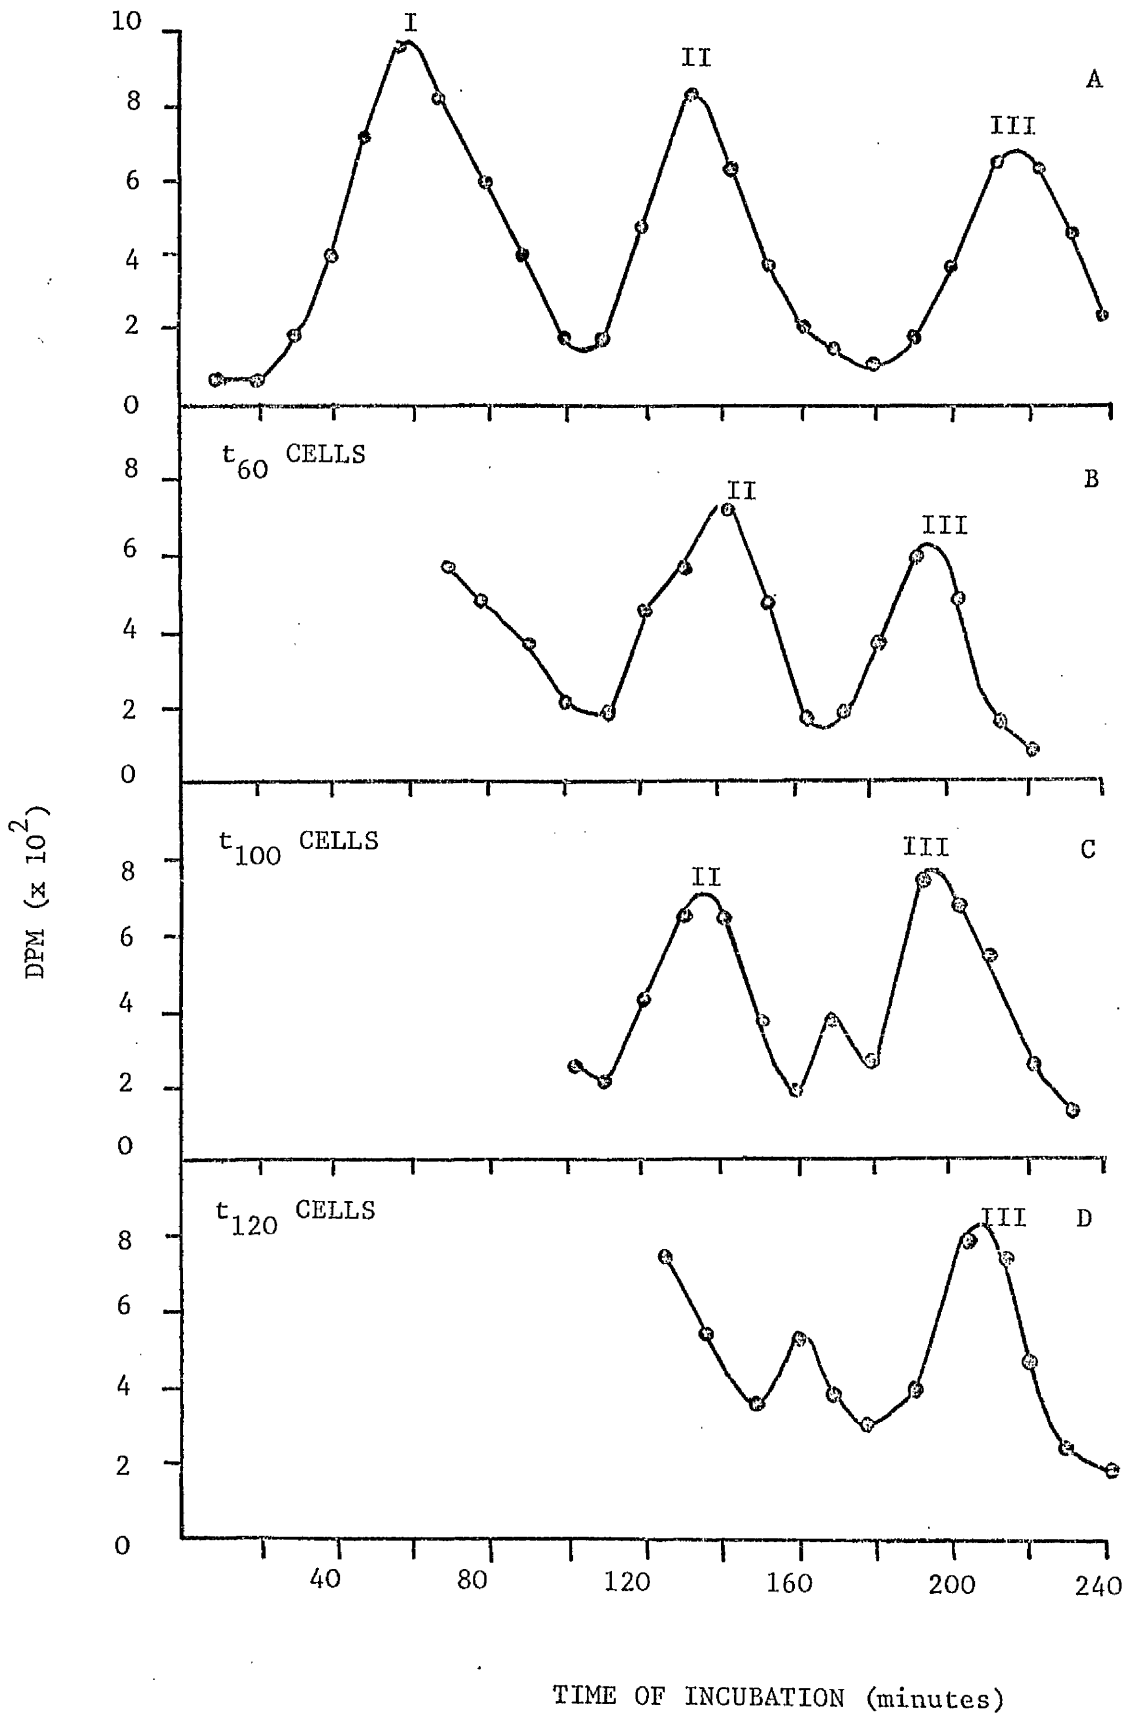 10
I
II
A
8
III
6
4
2
0
t60 CELLS
B
8
II
III
6
4
2
0
t100 CELLS
III
C
8
II
6
4
2
0
t120 CELLS
III
D
8
6
4
2
0
40 80 120 160 200 240
DPM (x 10²)
TIME OF INCUBATION (minutes)